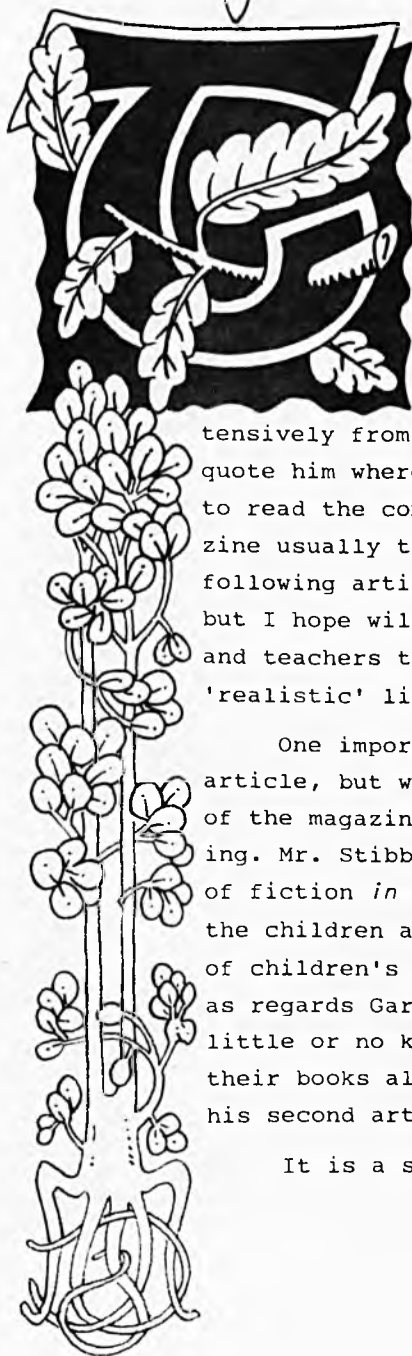 tensively from
quote him where
to read the co
zine usually t
following arti
but I hope wil
and teachers t
'realistic' li
One impor
article, but w
of the magazin
ing. Mr. Stibb
of fiction in
the children a
of children's
as regards Gar
little or no k
their books al
his second art
It is a s